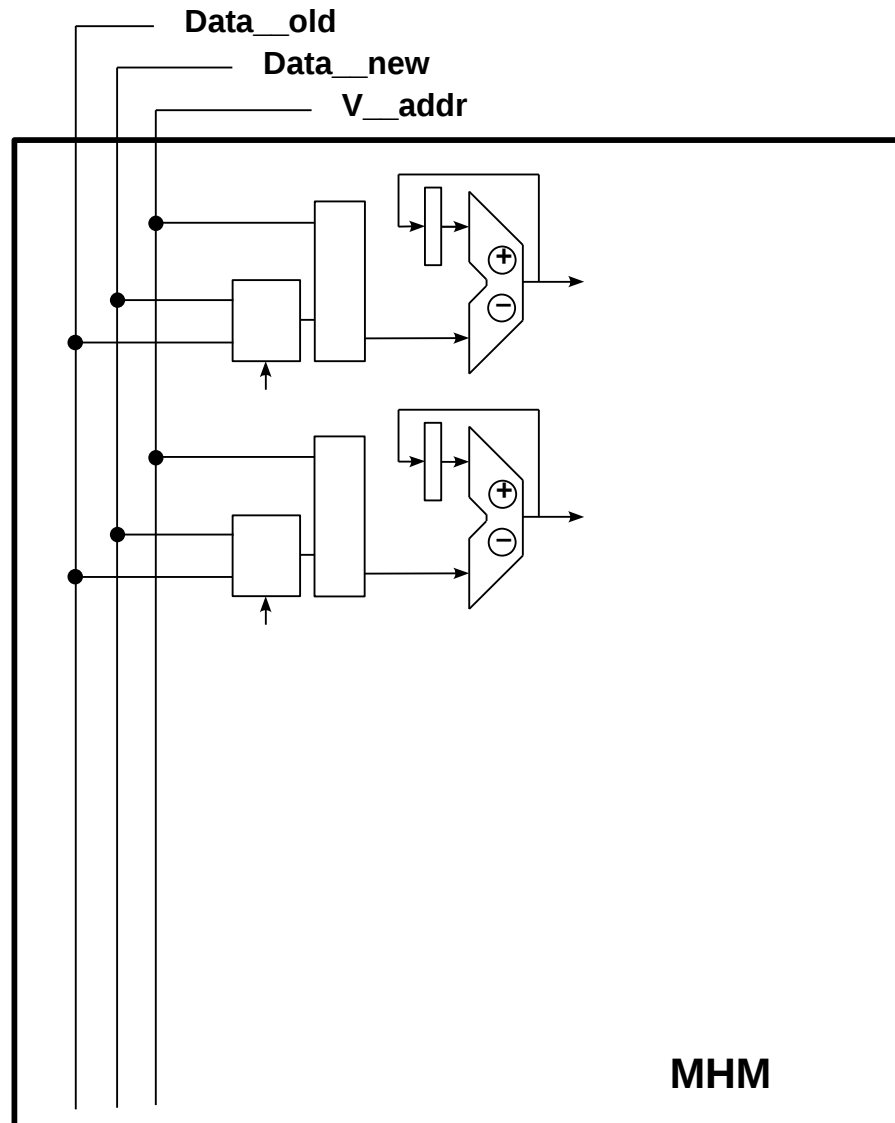 Data__old
Data__new
V__addr
+
−
+
−
MHM